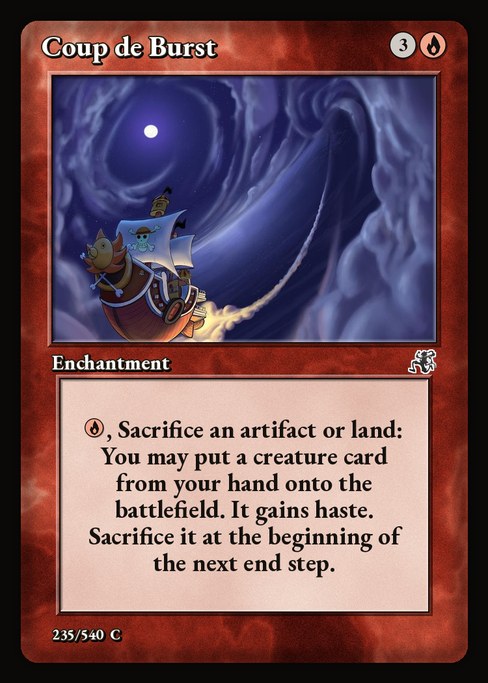 Coup de Burst 3
Enchantment
, Sacrifice an artifact or land:
You may put a creature card
from your hand onto the
battlefield. It gains haste.
Sacrifice it at the beginning of
the next end step.
235/540 C